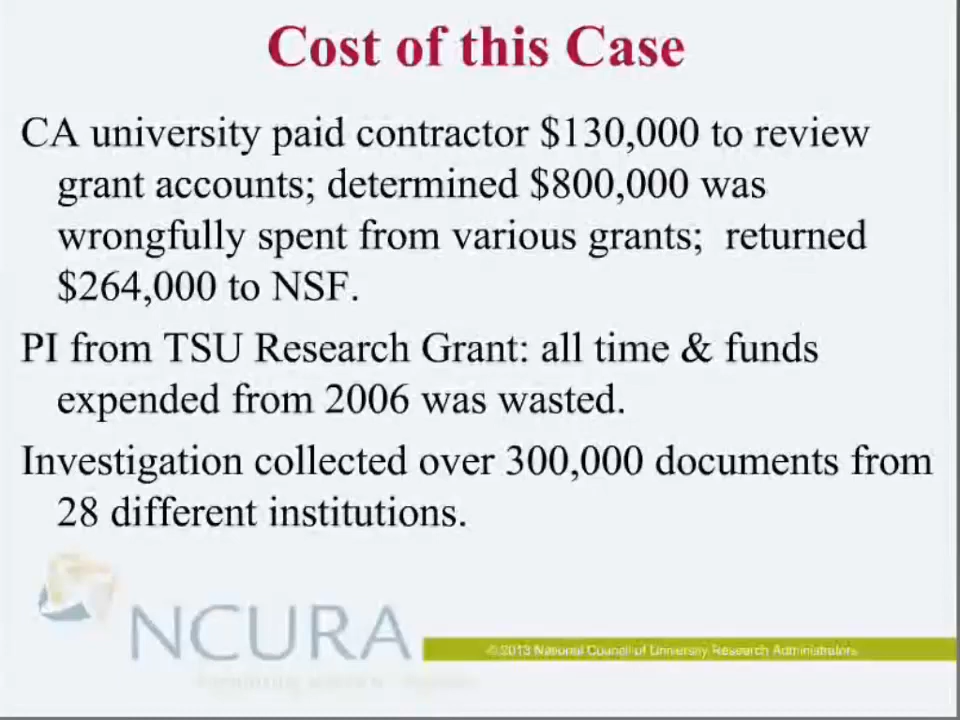 Cost of this Case
CA university paid contractor $130,000 to review
grant accounts; determined $800,000 was
wrongfully spent from various grants; returned
$264,000 to NSF.
PI from TSU Research Grant: all time & funds
expended from 2006 was wasted.
Investigation collected over 300,000 documents from
28 different institutions.
NCURA
© 2013 National Council of University Research Administrators